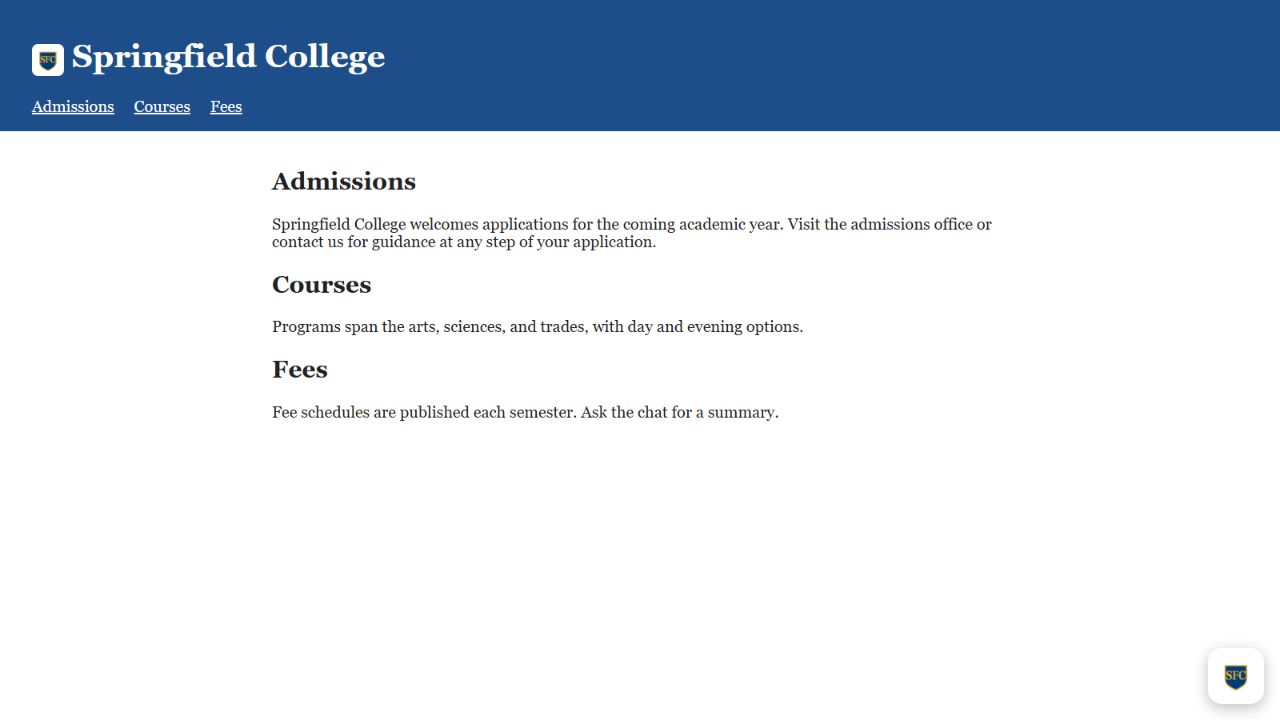 SFC Springfield College
Admissions Courses Fees
Admissions
Springfield College welcomes applications for the coming academic year. Visit the admissions office or
contact us for guidance at any step of your application.
Courses
Programs span the arts, sciences, and trades, with day and evening options.
Fees
Fee schedules are published each semester. Ask the chat for a summary.
SFC